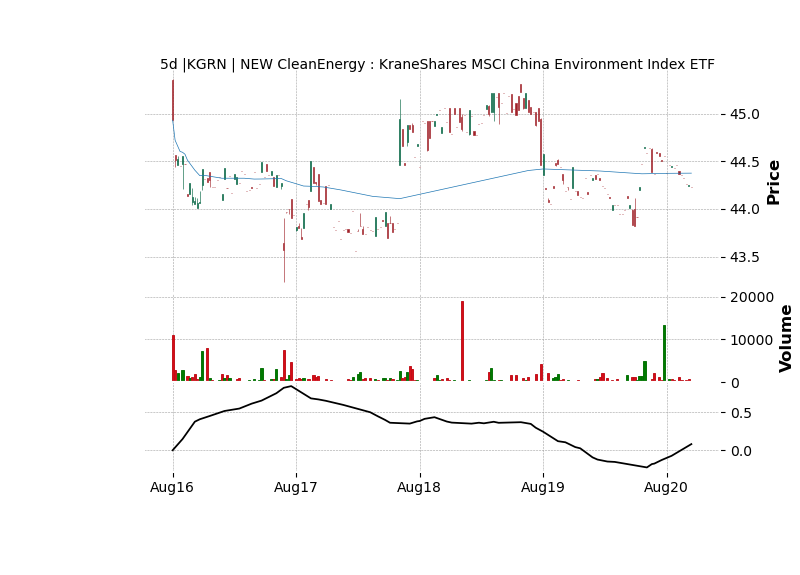 5d |KGRN | NEW CleanEnergy : KraneShares MSCI China Environment Index ETF
45.0
44.5
44.0
43.5
Price
20000
10000
0
Volume
0.5
0.0
Aug16 Aug17 Aug18 Aug19 Aug20